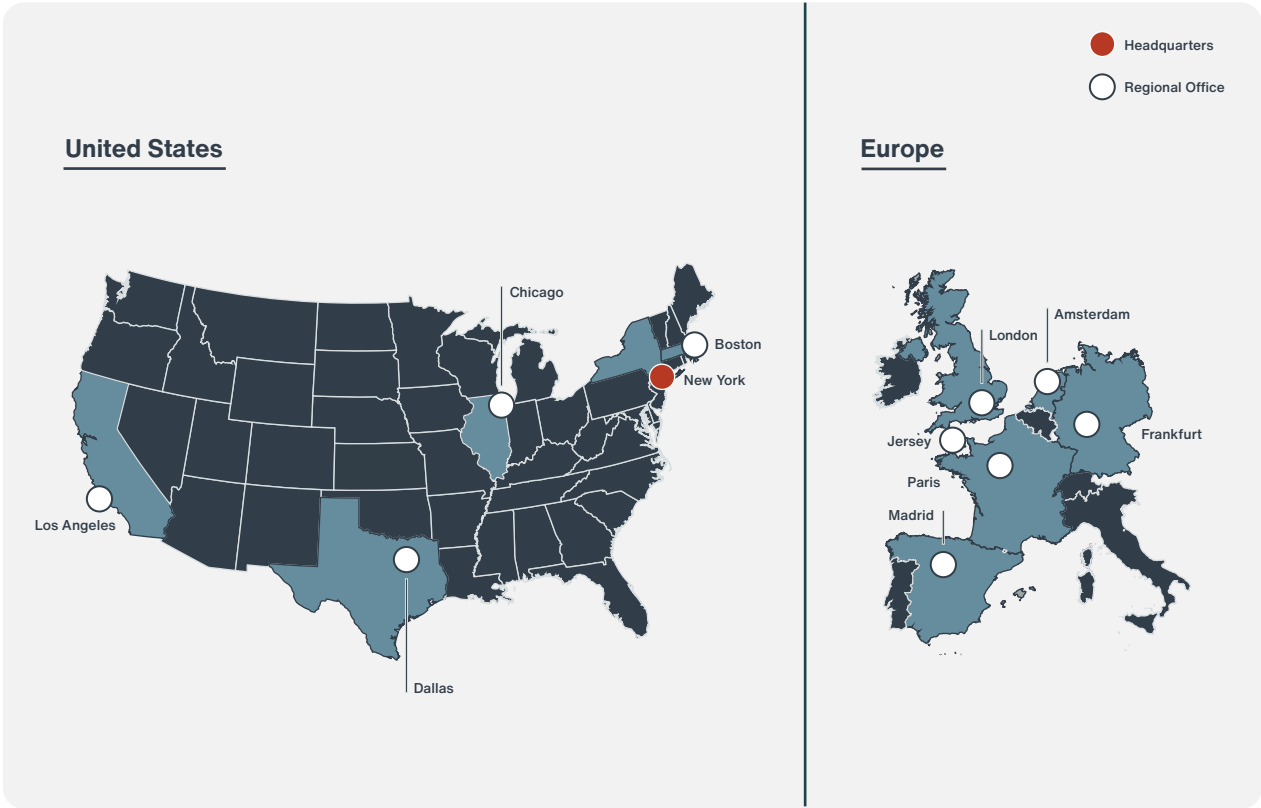 Headquarters
Regional Office
United States
Europe
Chicago
Boston
New York
Los Angeles
Dallas
Amsterdam
London
Jersey
Frankfurt
Paris
Madrid